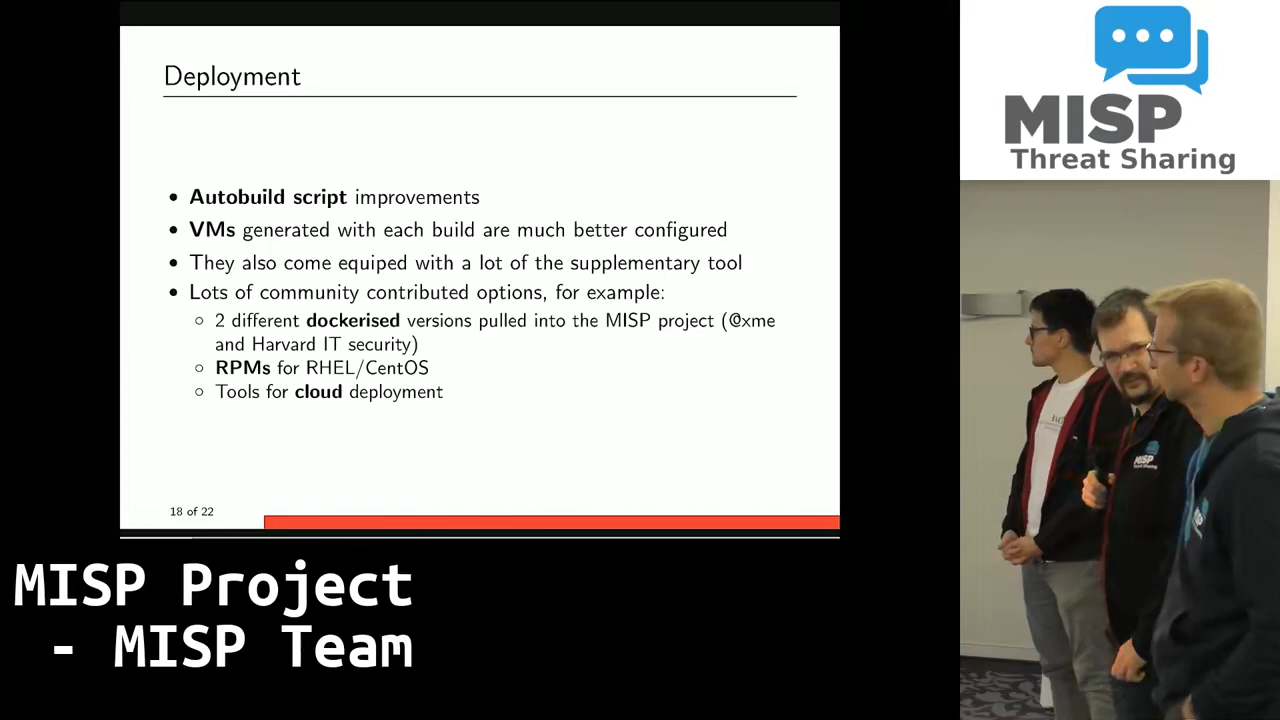 Deployment
• Autobuild script improvements
• VMs generated with each build are much better configured
• They also come equiped with a lot of the supplementary tool
• Lots of community contributed options, for example:
○ 2 different dockerised versions pulled into the MISP project (@xme
and Harvard IT security)
○ RPMs for RHEL/CentOS
○ Tools for cloud deployment
18 of 22
MISP
Threat Sharing
MISP
Threat Sharing
MISP Project
- MISP Team